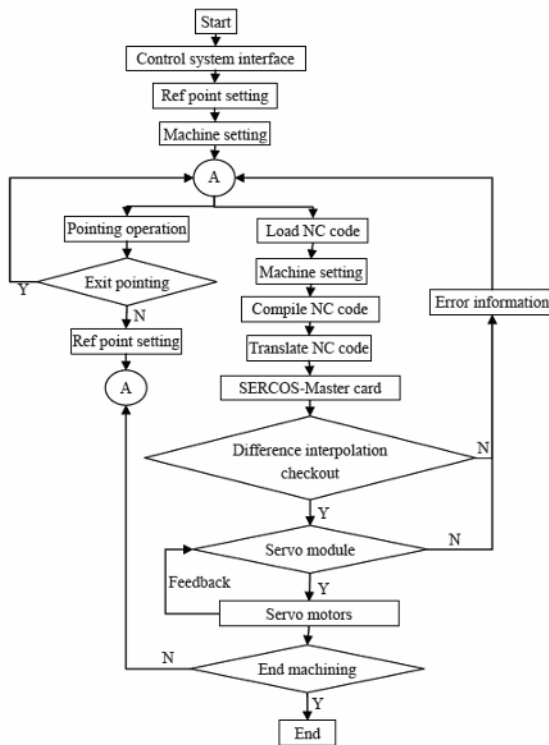 Start
Control system interface
Ref point setting
Machine setting
A
Pointing operation
Load NC code
Exit pointing
Machine setting
Y
Error information
N
Compile NC code
Ref point setting
Translate NC code
A
SERCOS-Master card
Difference interpolation
checkout
N
Y
Servo module
N
Feedback
Y
Servo motors
N
End machining
Y
End